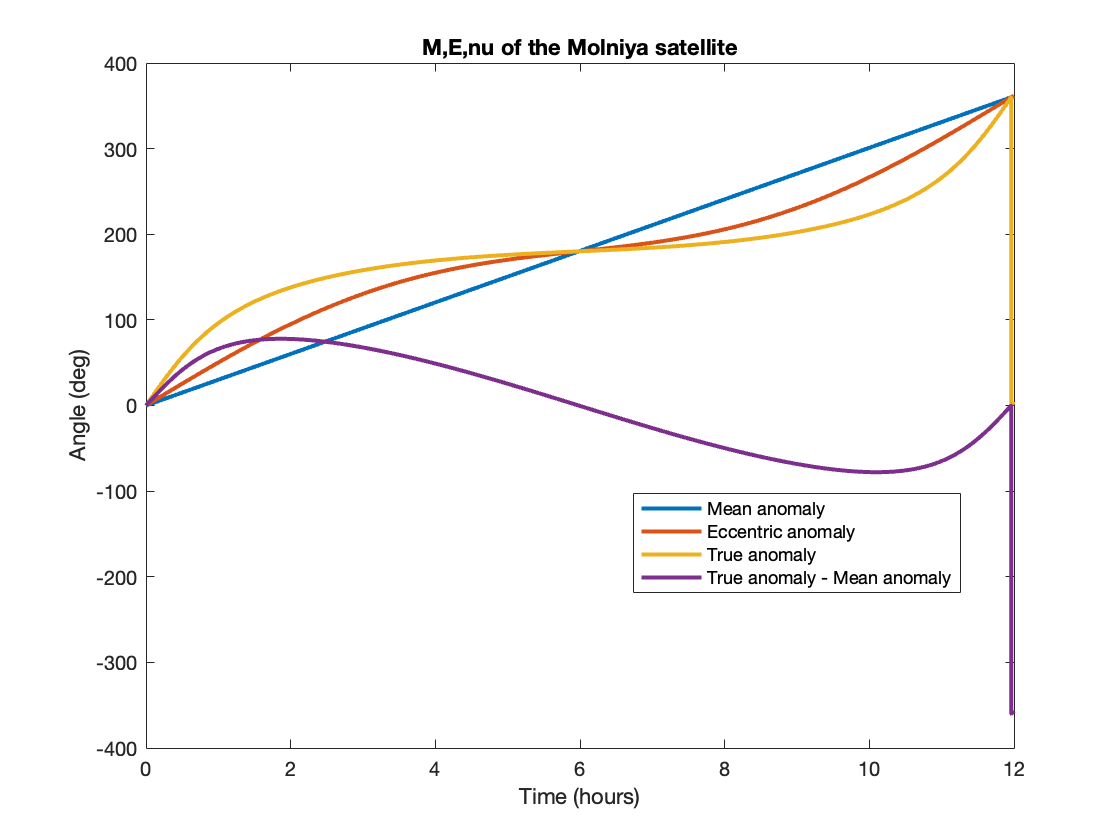 M,E,nu of the Molniya satellite
400
300
200
100
0
-100
-200
-300
-400
Angle (deg)
Mean anomaly
Eccentric anomaly
True anomaly
True anomaly - Mean anomaly
0 2 4 6 8 10 12
Time (hours)